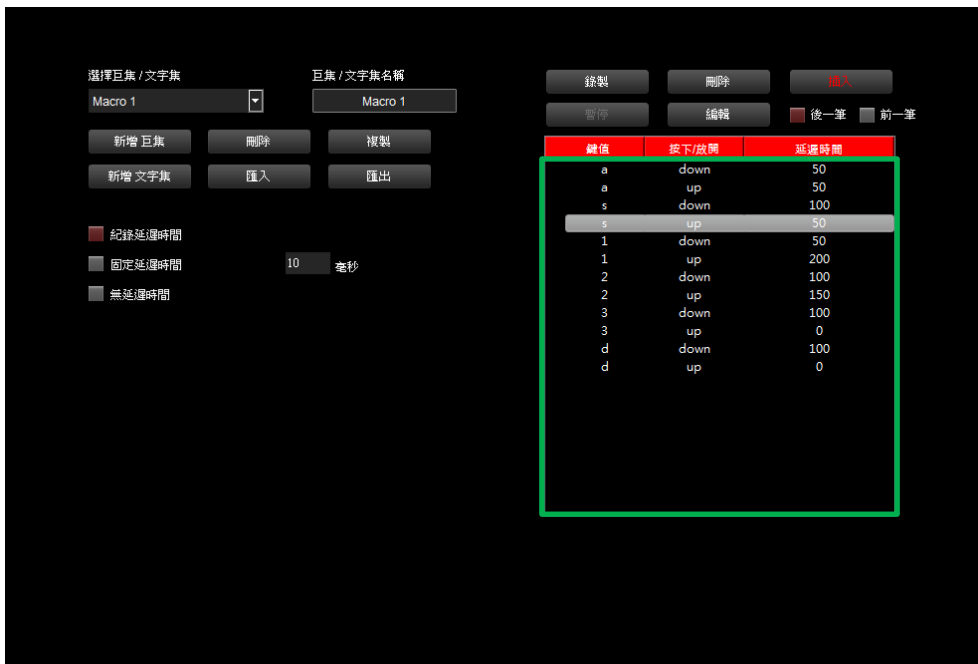 選擇巨集 / 文字集
巨集 / 文字集名稱
Macro 1
Macro 1
新增 巨集 刪除 複製
新增 文字集 匯入 匯出
紀錄延遲時間
固定延遲時間 10 毫秒
無延遲時間
錄製 刪除 插入
暫停 編輯 後一筆 前一筆
鍵值 按下/放開 延遲時間
a down 50
a up 50
s down 100
s up 50
1 down 50
1 up 200
2 down 100
2 up 150
3 down 100
3 up 0
d down 100
d up 0